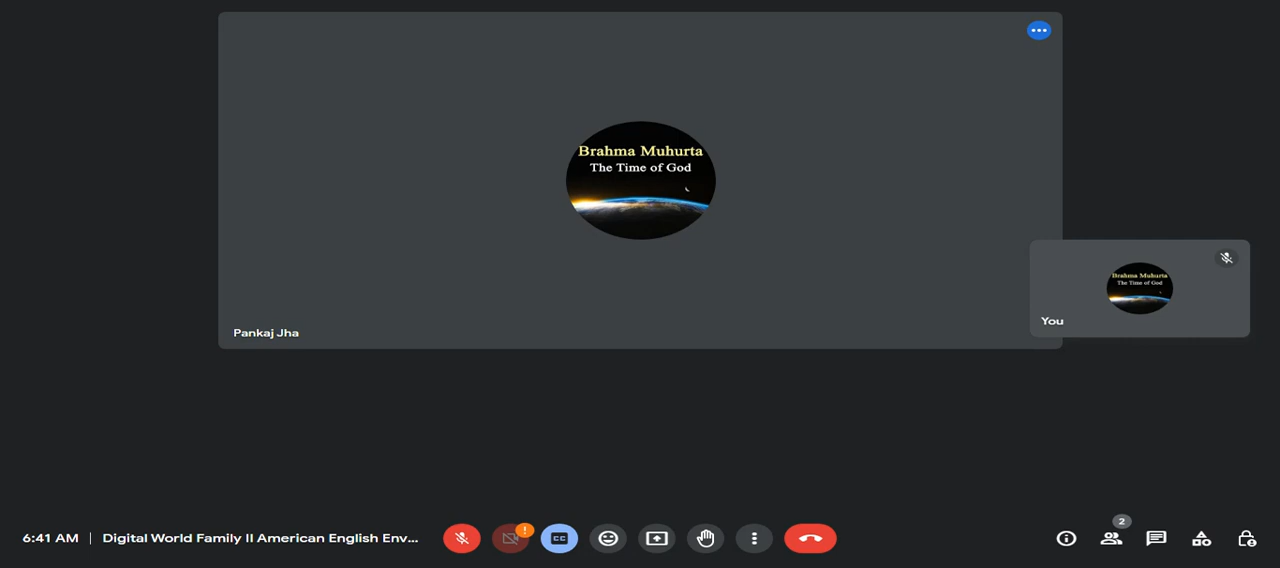 Brahma Muhurta
The Time of God
Pankaj Jha
Brahma Muhurta
The Time of God
You
2
6:41 AM | Digital World Family II American English Env...
!
CC